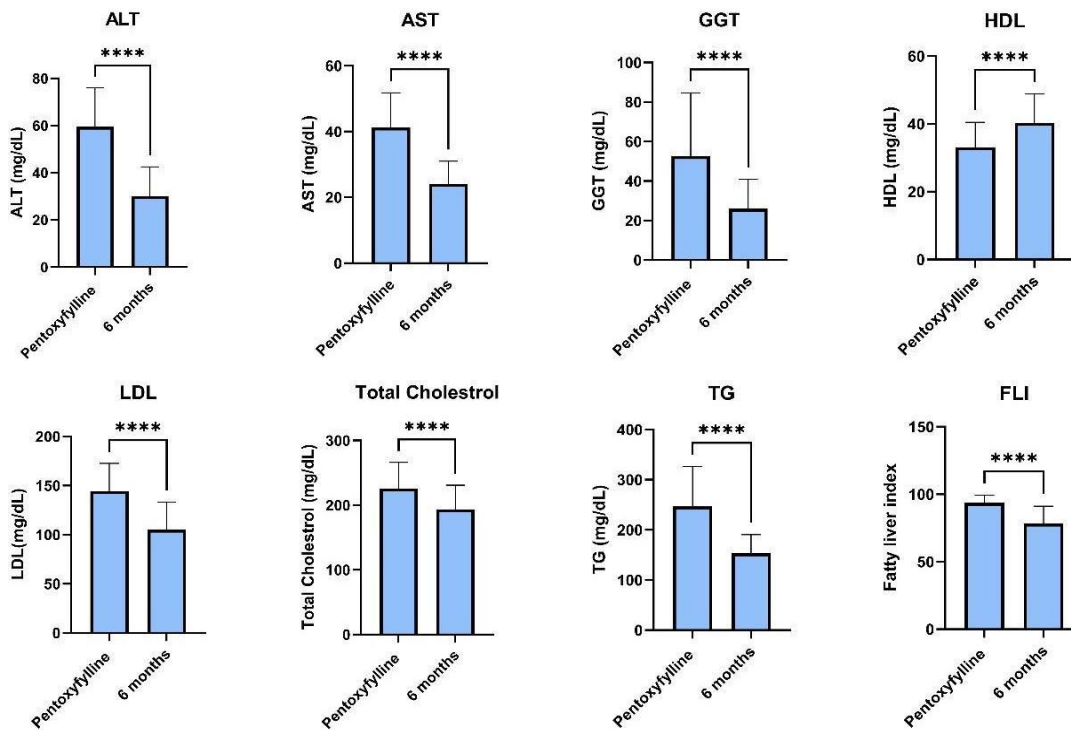 ALT
****
ALT (mg/dL)
80
60
40
20
0
Pentoxyfylline
6 months
AST
****
AST (mg/dL)
60
40
20
0
Pentoxyfylline
6 months
GGT
****
GGT (mg/dL)
100
80
60
40
20
0
Pentoxyfylline
6 months
HDL
****
HDL (mg/dL)
60
40
20
0
Pentoxyfylline
6 months
LDL
****
LDL(mg/dL)
200
150
100
50
0
Pentoxyfylline
6 months
Total Cholestrol
****
Total Cholestrol (mg/dL)
300
200
100
0
Pentoxyfylline
6 months
TG
****
TG (mg/dL)
400
300
200
100
0
Pentoxyfylline
6 months
FLI
****
Fatty liver index
150
100
50
0
Pentoxyfylline
6 months